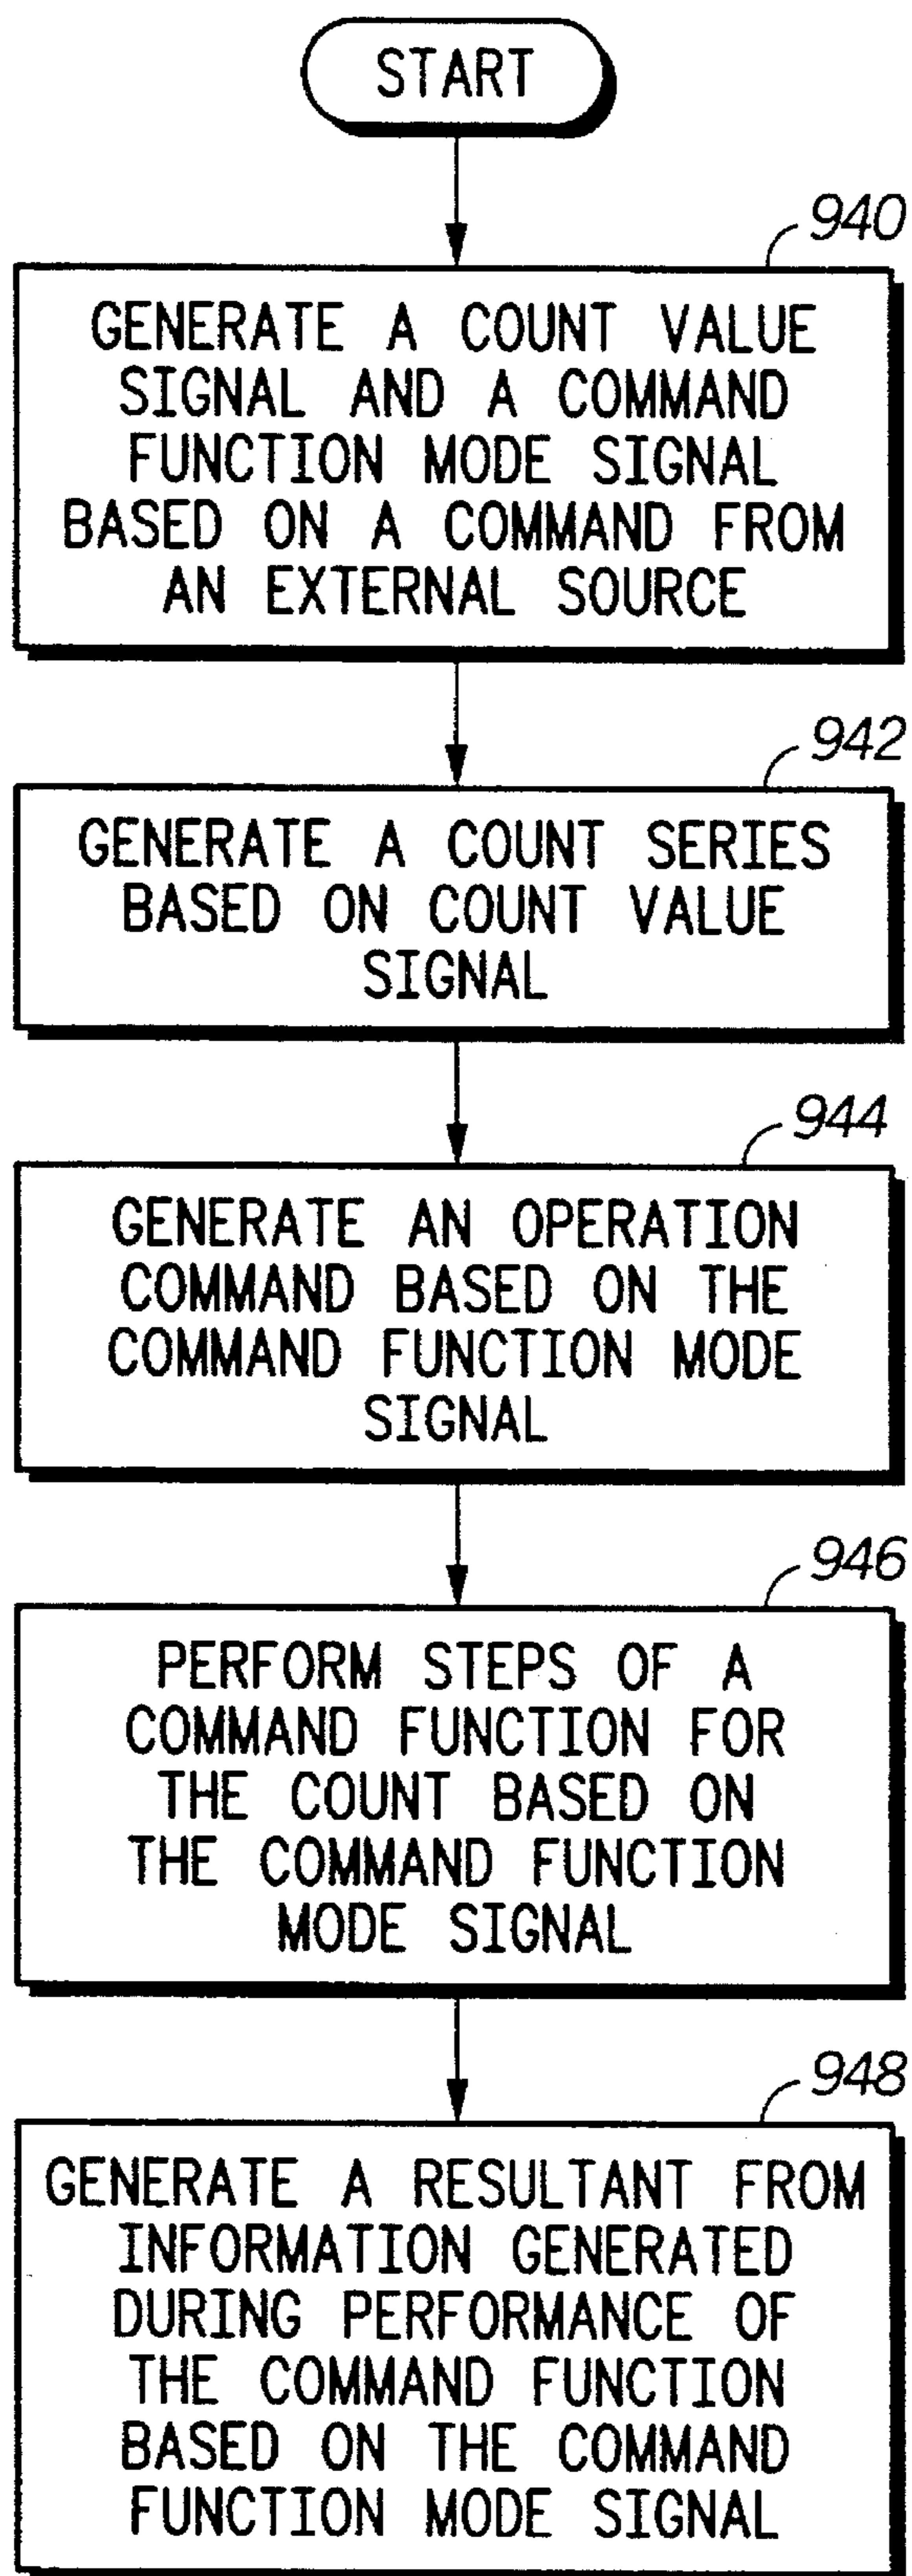 START
940
GENERATE A COUNT VALUE
SIGNAL AND A COMMAND
FUNCTION MODE SIGNAL
BASED ON A COMMAND FROM
AN EXTERNAL SOURCE
942
GENERATE A COUNT SERIES
BASED ON COUNT VALUE
SIGNAL
944
GENERATE AN OPERATION
COMMAND BASED ON THE
COMMAND FUNCTION MODE
SIGNAL
946
PERFORM STEPS OF A
COMMAND FUNCTION FOR
THE COUNT BASED ON
THE COMMAND FUNCTION
MODE SIGNAL
948
GENERATE A RESULTANT FROM
INFORMATION GENERATED
DURING PERFORMANCE OF
THE COMMAND FUNCTION
BASED ON THE COMMAND
FUNCTION MODE SIGNAL